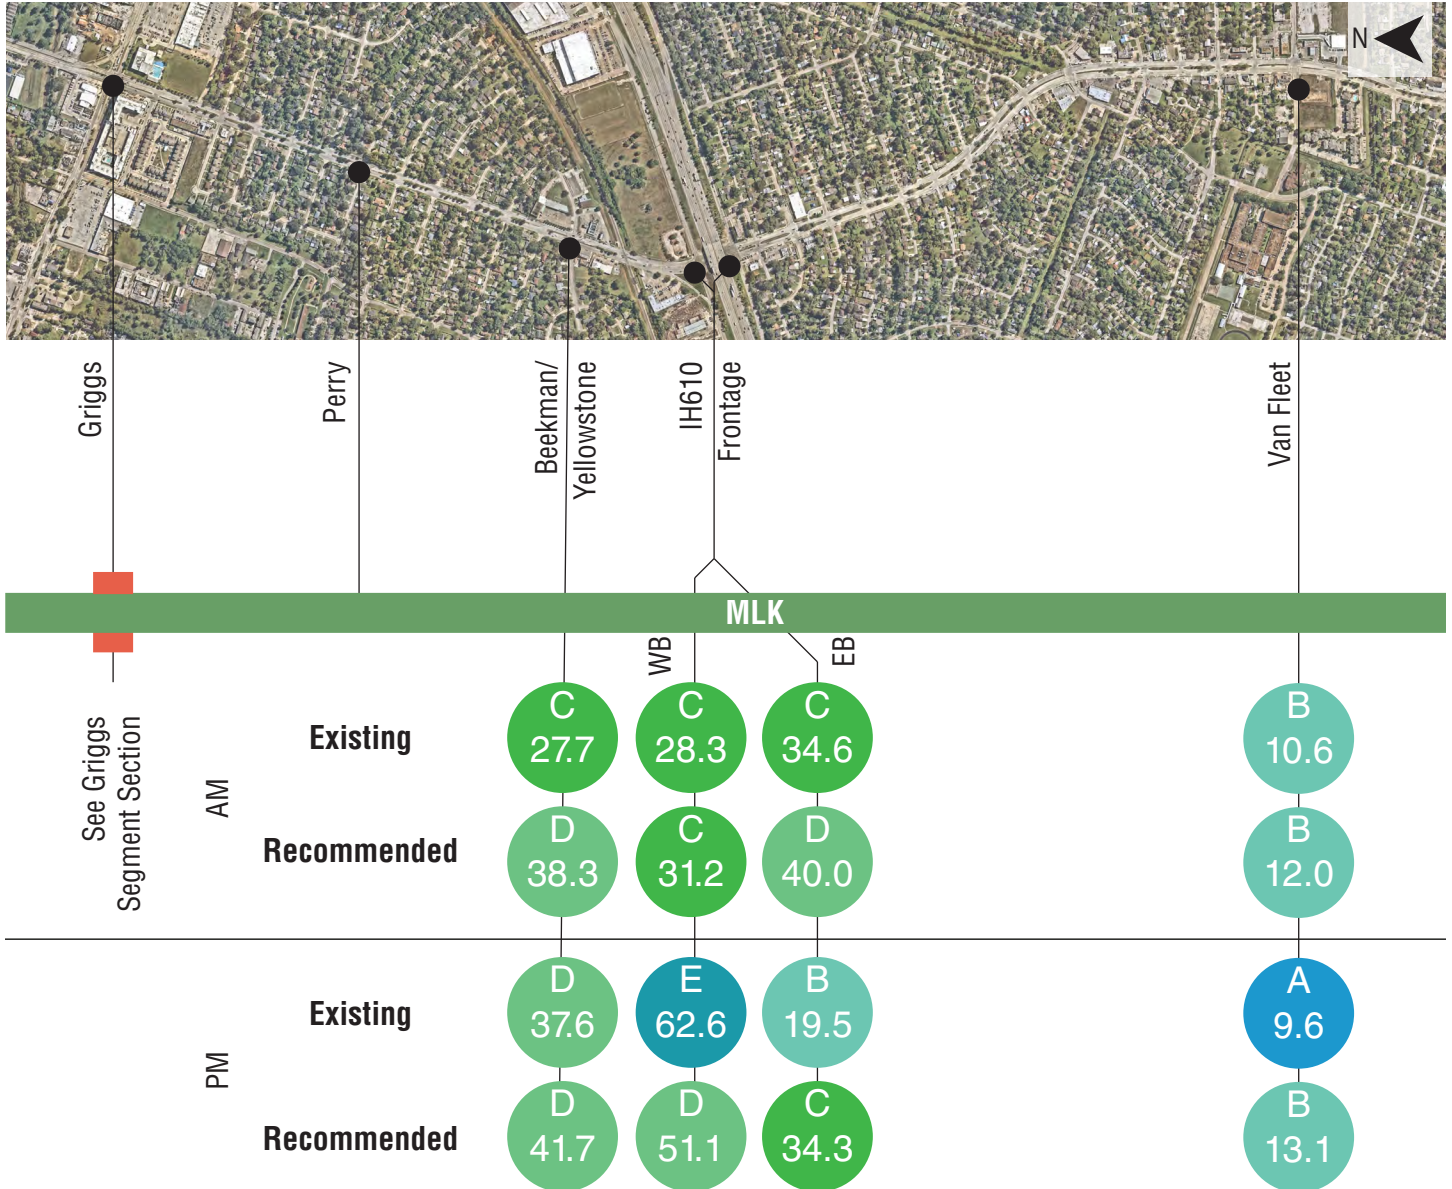 N
Griggs
Perry
Beekman/
Yellowstone
IH610
Frontage
Van Fleet
MLK
WB
EB
See Griggs
Segment Section
AM
Existing
C
27.7
C
28.3
C
34.6
B
10.6
Recommended
D
38.3
C
31.2
D
40.0
B
12.0
PM
Existing
D
37.6
E
62.6
B
19.5
A
9.6
Recommended
D
41.7
D
51.1
C
34.3
B
13.1